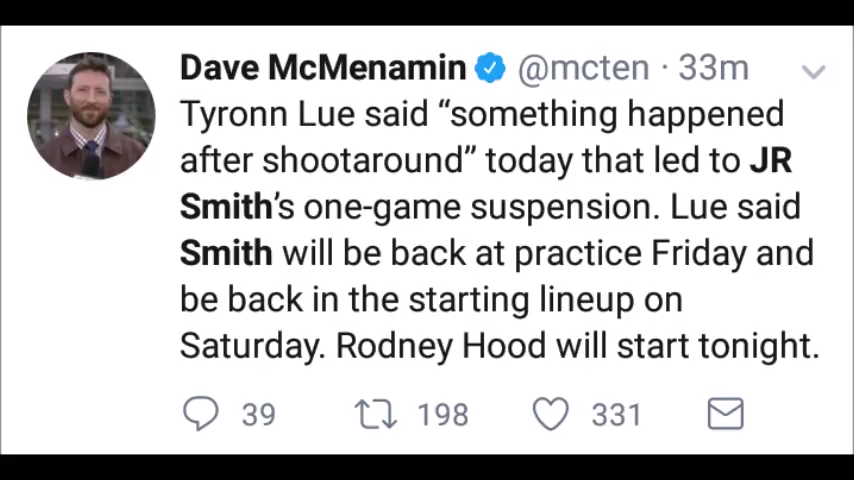 Dave McMenamin @mcten · 33m
Tyronn Lue said “something happened
after shootaround” today that led to JR
Smith’s one-game suspension. Lue said
Smith will be back at practice Friday and
be back in the starting lineup on
Saturday. Rodney Hood will start tonight.
39 198 331